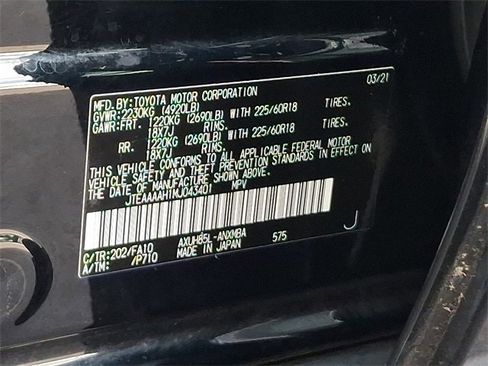 MFD. BY: TOYOTA MOTOR CORPORATION 03/21
GVWR: 2230KG (4920LB)
GAWR: FRT. 1220KG (2690LB) WITH 225/60R18 TIRES.
18X7J RIMS.
RR. 1220KG (2690LB) WITH 225/60R18 TIRES.
18X7J RIMS.
THIS VEHICLE CONFORMS TO ALL APPLICABLE FEDERAL MOTOR
VEHICLE SAFETY AND THEFT PREVENTION STANDARDS IN EFFECT ON
THE DATE OF MANUFACTURE SHOWN ABOVE.
JTEAAAAH1MJ043401 MPV
C/TR: 202/FA10 AXUH85L-ANXMBA 575
A/TM: /P710 MADE IN JAPAN J